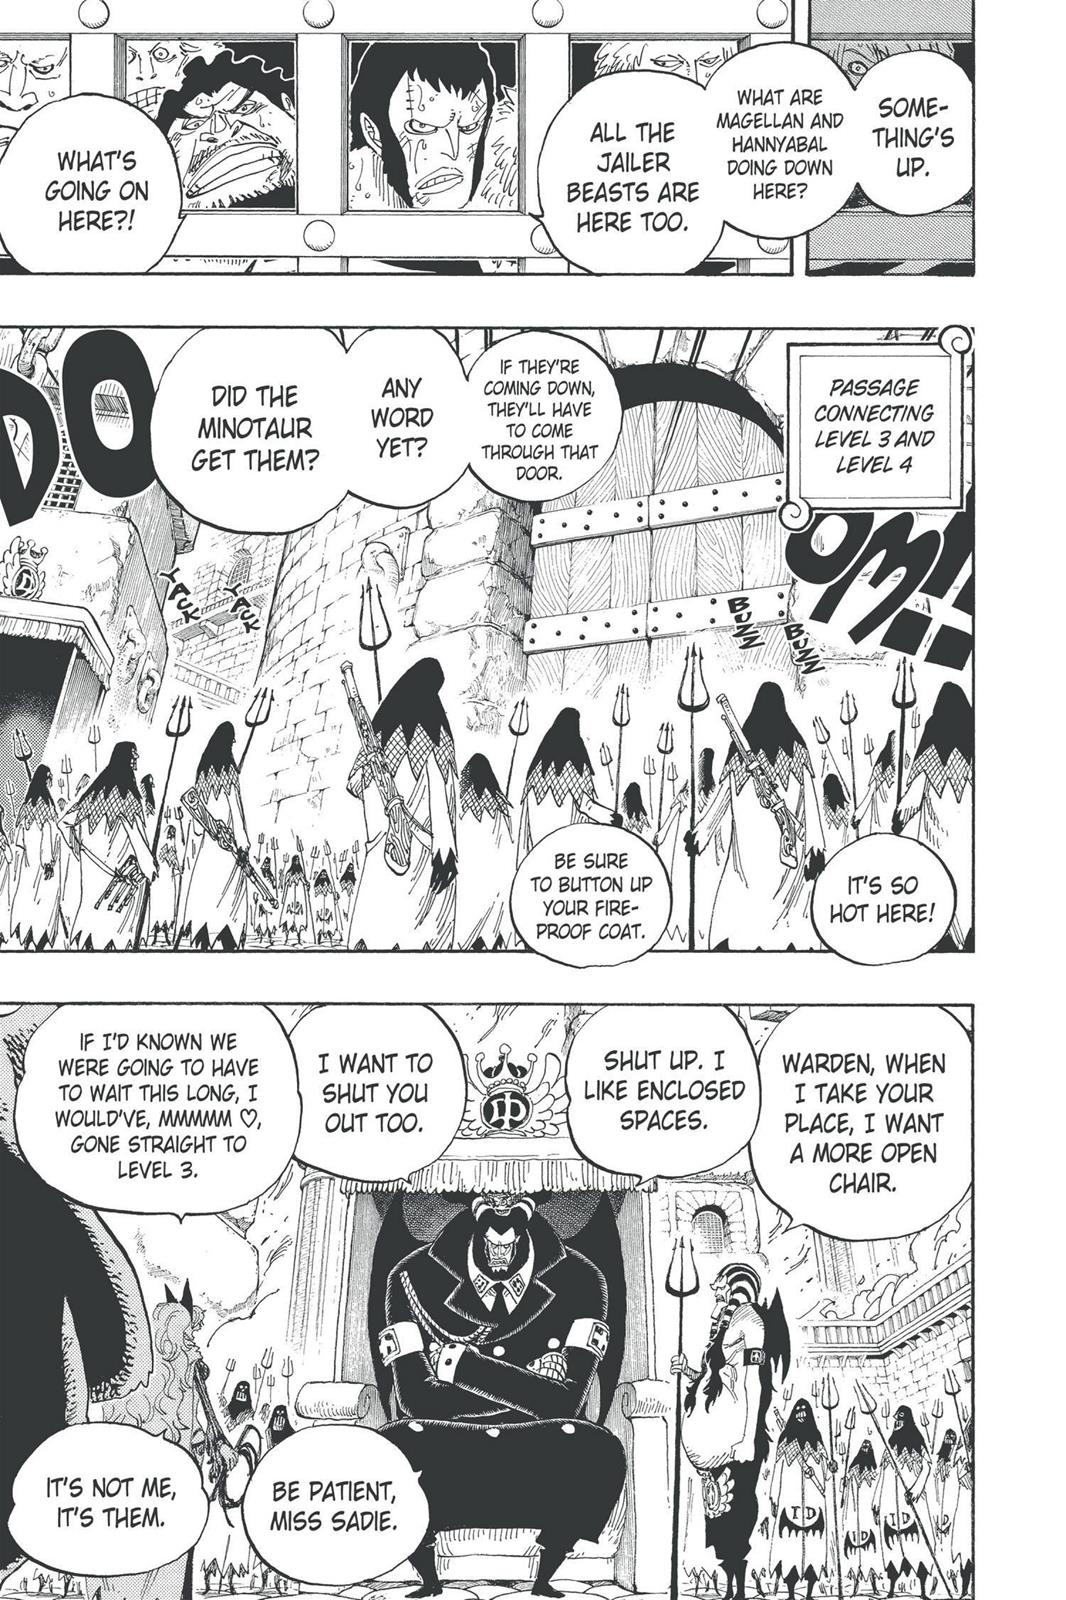 SOME-
THING'S
UP.
WHAT ARE
MAGELLAN AND
HANNYABAL
DOING DOWN
HERE?
ALL THE
JAILER
BEASTS ARE
HERE TOO.
WHAT'S
GOING ON
HERE?!
PASSAGE
CONNECTING
LEVEL 3 AND
LEVEL 4
IF THEY'RE
COMING DOWN,
THEY'LL HAVE
TO COME
THROUGH THAT
DOOR.
ANY
WORD
YET?
DID THE
MINOTAUR
GET THEM?
DO
OM!!
BUZZ
BUZZ
YACK
YACK
IT'S SO
HOT HERE!
BE SURE
TO BUTTON UP
YOUR FIRE-
PROOF COAT.
WARDEN, WHEN
I TAKE YOUR
PLACE, I WANT
A MORE OPEN
CHAIR.
SHUT UP. I
LIKE ENCLOSED
SPACES.
I WANT TO
SHUT YOU
OUT TOO.
IF I'D KNOWN WE
WERE GOING TO HAVE
TO WAIT THIS LONG, I
WOULD'VE, MMMMMM ♡,
GONE STRAIGHT TO
LEVEL 3.
BE PATIENT,
MISS SADIE.
IT'S NOT ME,
IT'S THEM.
ID
ID
ID